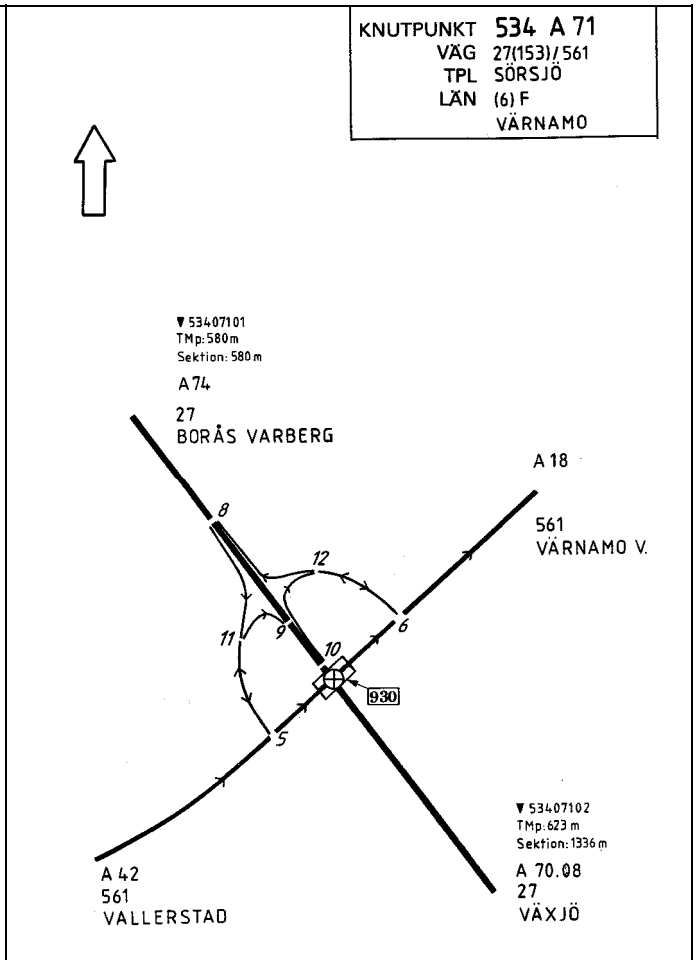 KNUTPUNKT 534 A 71
VÄG 27(153)/561
TPL SÖRSJÖ
LÄN (6) F
VÄRNAMO
▼ 53407101
TMp: 580 m
Sektion: 580 m
A 74
27
BORÅS VARBERG
A 18
561
VÄRNAMO V.
8
12
6
9
11
10
930
5
▼ 53407102
TMp: 623 m
Sektion: 1336 m
A 70.08
27
VÄXJÖ
A 42
561
VALLERSTAD